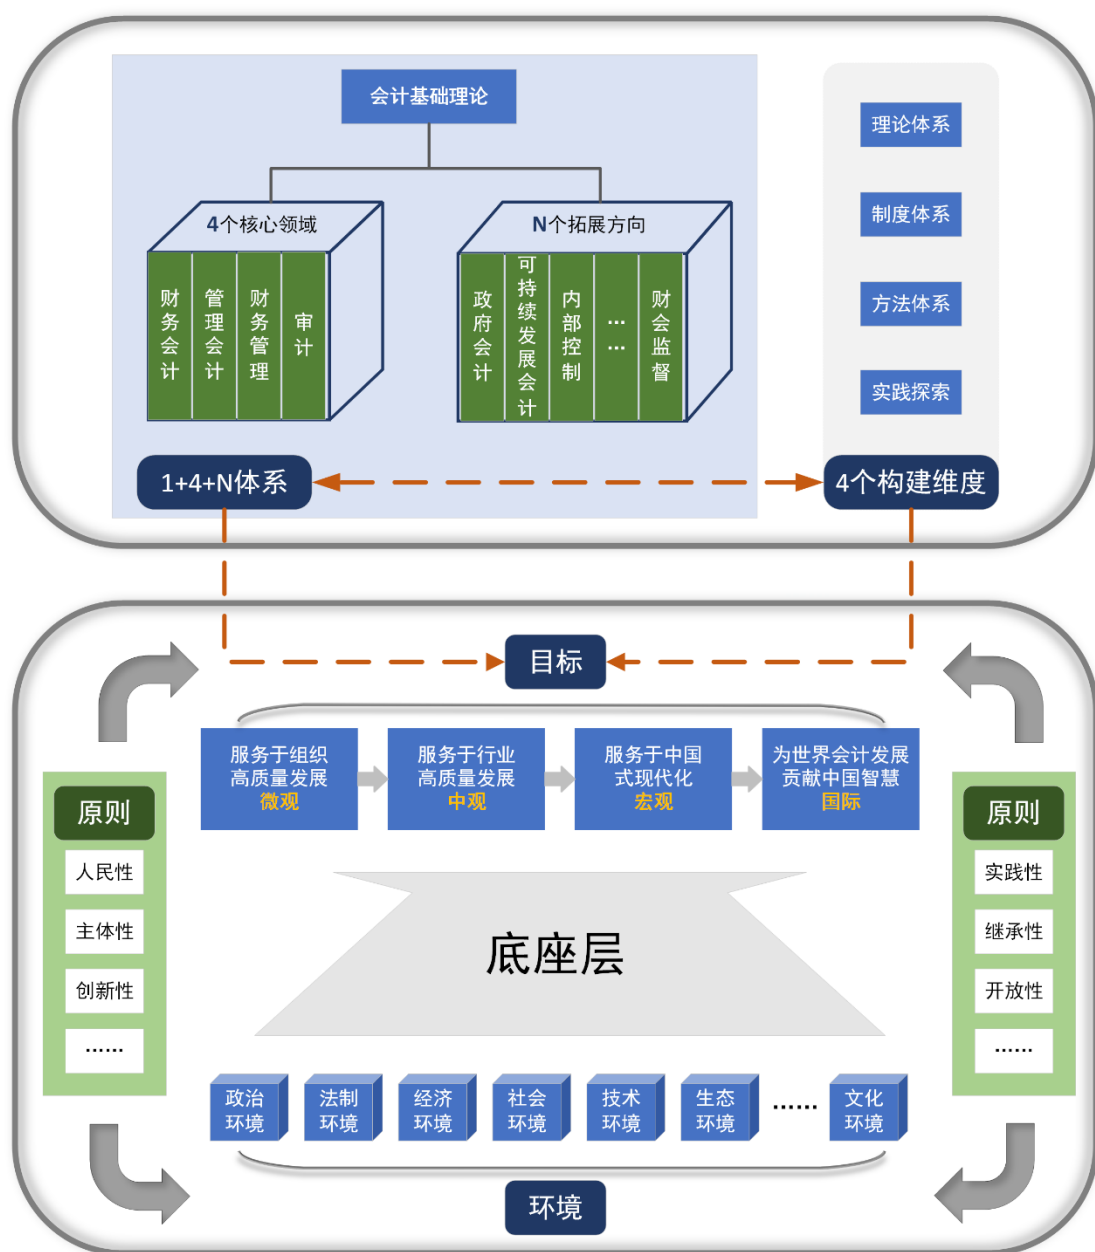 会计基础理论
4个核心领域
财务会计
管理会计
财务管理
审计
N个拓展方向
政府会计
可持续发展会计
内部控制
……
财会监督
1+4+N体系
理论体系
制度体系
方法体系
实践探索
4个构建维度
目标
服务于组织
高质量发展
微观
服务于行业
高质量发展
中观
服务于中国
式现代化
宏观
为世界会计发展
贡献中国智慧
国际
原则
人民性
主体性
创新性
……
底座层
原则
实践性
继承性
开放性
……
政治
环境
法制
环境
经济
环境
社会
环境
技术
环境
生态
环境
……
文化
环境
环境